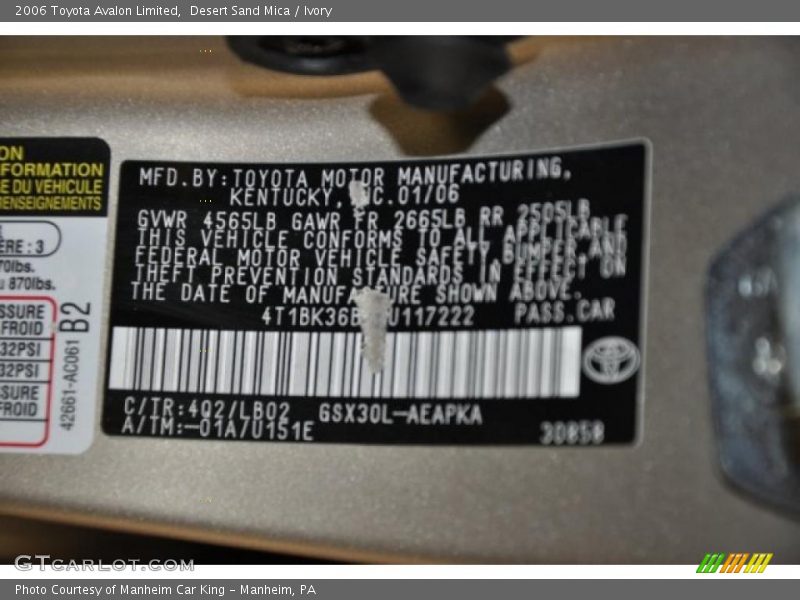 2006 Toyota Avalon Limited, Desert Sand Mica / Ivory
ON
FORMATION
E DU VEHICULE
ENSEIGNEMENTS
ERE : 3
70lbs.
870lbs.
SSURE
FROID
32PSI
32PSI
SSURE
FROID
42661-AC061 B2
MFD.BY:TOYOTA MOTOR MANUFACTURING,
KENTUCKY, NC.01/06
GVWR 4565LB GAWR FR 2665LB RR 2505LB
THIS VEHICLE CONFORMS TO ALL APPLICABLE
FEDERAL MOTOR VEHICLE SAFETY, BUMPER, AND
THEFT PREVENTION STANDARDS IN EFFECT ON
THE DATE OF MANUFACTURE SHOWN ABOVE.
4T1BK36B U117222 PASS.CAR
C/TR:4Q2/LB02 GSX30L-AEAPKA
A/TM:-01A/U151E
3D050
GTCARLOT.COM
Photo Courtesy of Manheim Car King - Manheim, PA